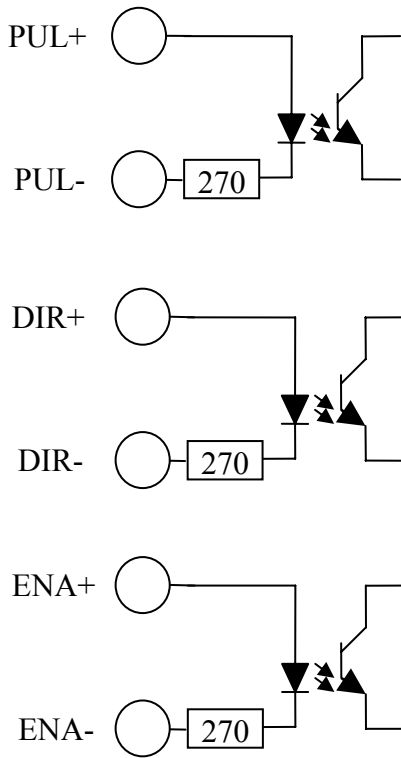 PUL+
PUL-
270
DIR+
DIR-
270
ENA+
ENA-
270